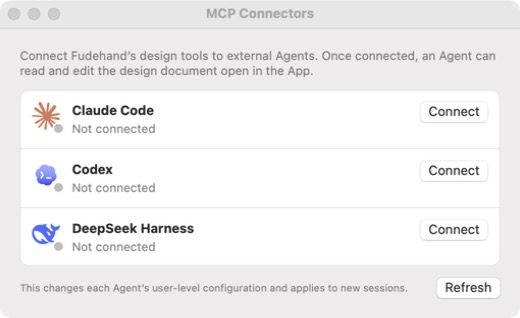 MCP Connectors
Connect Fudehand's design tools to external Agents. Once connected, an Agent can
read and edit the design document open in the App.
Claude Code
Not connected
Connect
Codex
Not connected
Connect
DeepSeek Harness
Not connected
Connect
This changes each Agent's user-level configuration and applies to new sessions.
Refresh